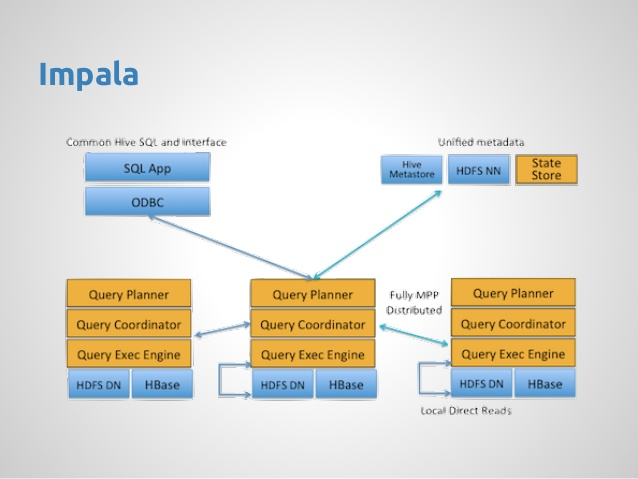 Impala
Common Hive SQL and interface
Unified metadata
SQL App
ODBC
Hive
Metastore
HDFS NN
State
Store
Query Planner
Query Coordinator
Query Exec Engine
HDFS DN
HBase
Query Planner
Query Coordinator
Query Exec Engine
HDFS DN
HBase
Fully MPP
Distributed
Query Planner
Query Coordinator
Query Exec Engine
HDFS DN
HBase
Local Direct Reads